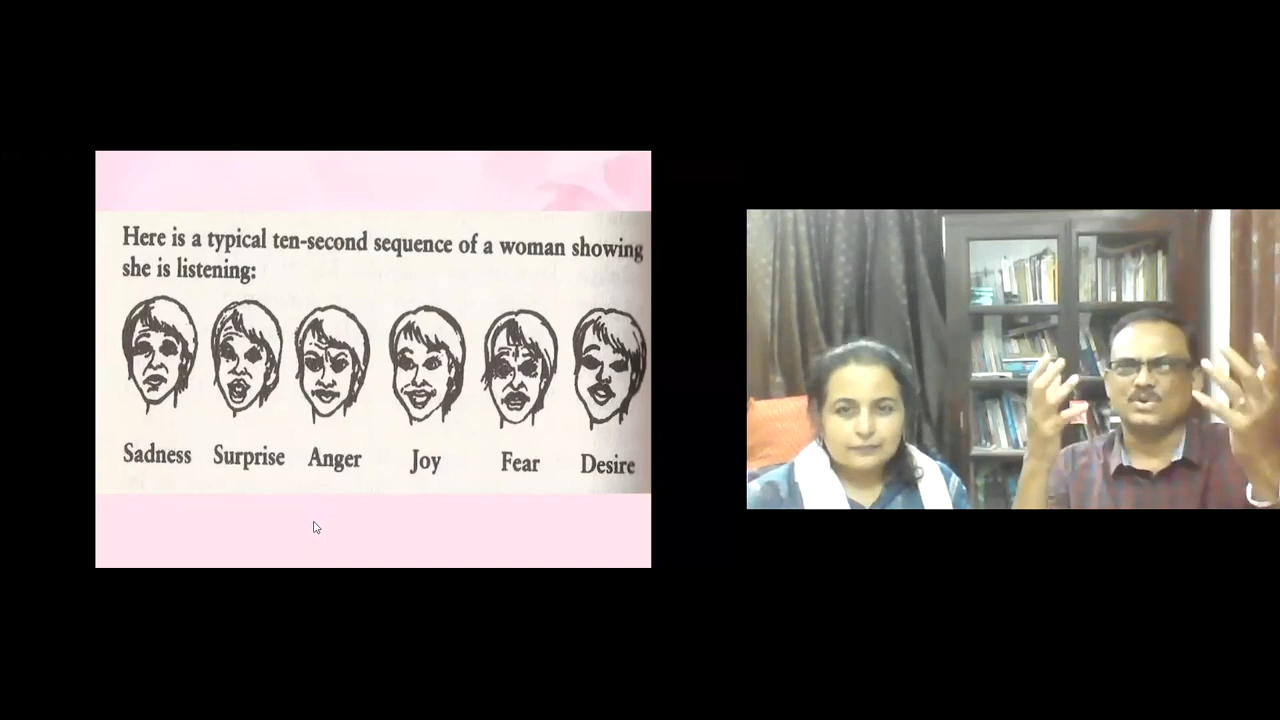 Here is a typical ten-second sequence of a woman showing
she is listening:
Sadness Surprise Anger Joy Fear Desire